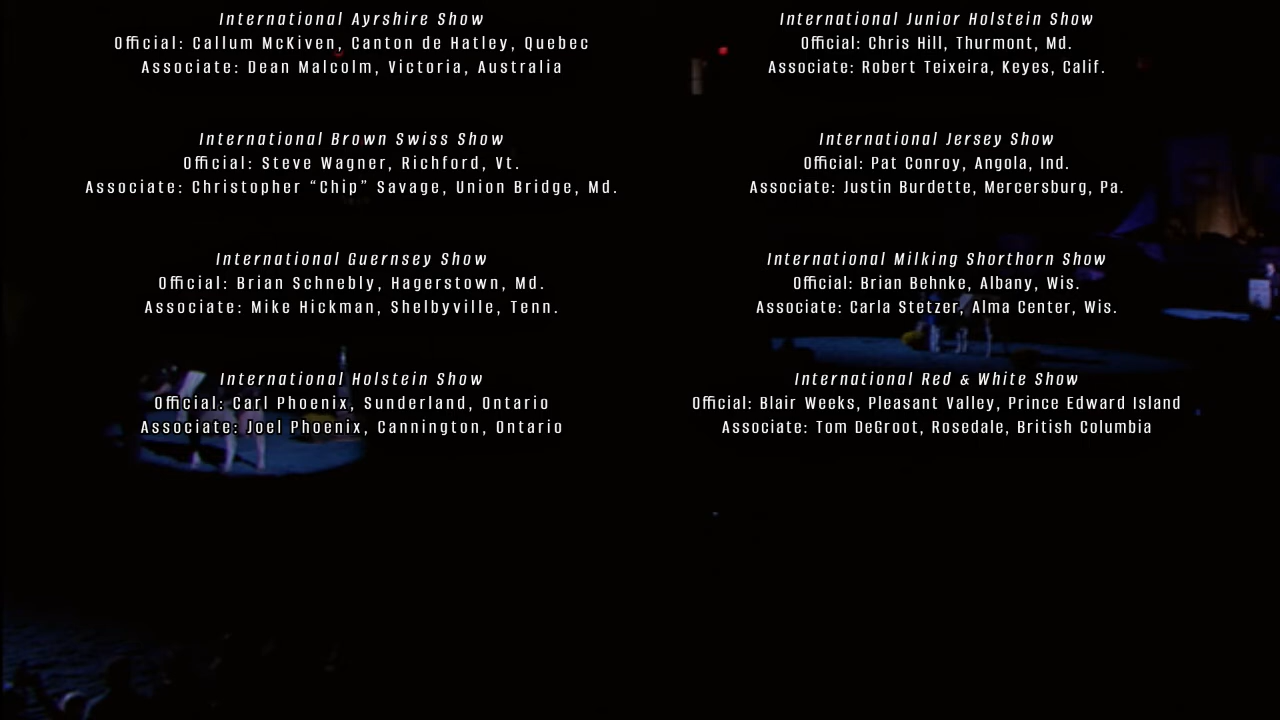 International Ayrshire Show
Official: Callum McKiven, Canton de Hatley, Quebec
Associate: Dean Malcolm, Victoria, Australia
International Brown Swiss Show
Official: Steve Wagner, Richford, Vt.
Associate: Christopher “Chip” Savage, Union Bridge, Md.
International Guernsey Show
Official: Brian Schnebly, Hagerstown, Md.
Associate: Mike Hickman, Shelbyville, Tenn.
International Holstein Show
Official: Carl Phoenix, Sunderland, Ontario
Associate: Joel Phoenix, Cannington, Ontario
International Junior Holstein Show
Official: Chris Hill, Thurmont, Md.
Associate: Robert Teixeira, Keyes, Calif.
International Jersey Show
Official: Pat Conroy, Angola, Ind.
Associate: Justin Burdette, Mercersburg, Pa.
International Milking Shorthorn Show
Official: Brian Behnke, Albany, Wis.
Associate: Carla Stetzer, Alma Center, Wis.
International Red & White Show
Official: Blair Weeks, Pleasant Valley, Prince Edward Island
Associate: Tom DeGroot, Rosedale, British Columbia